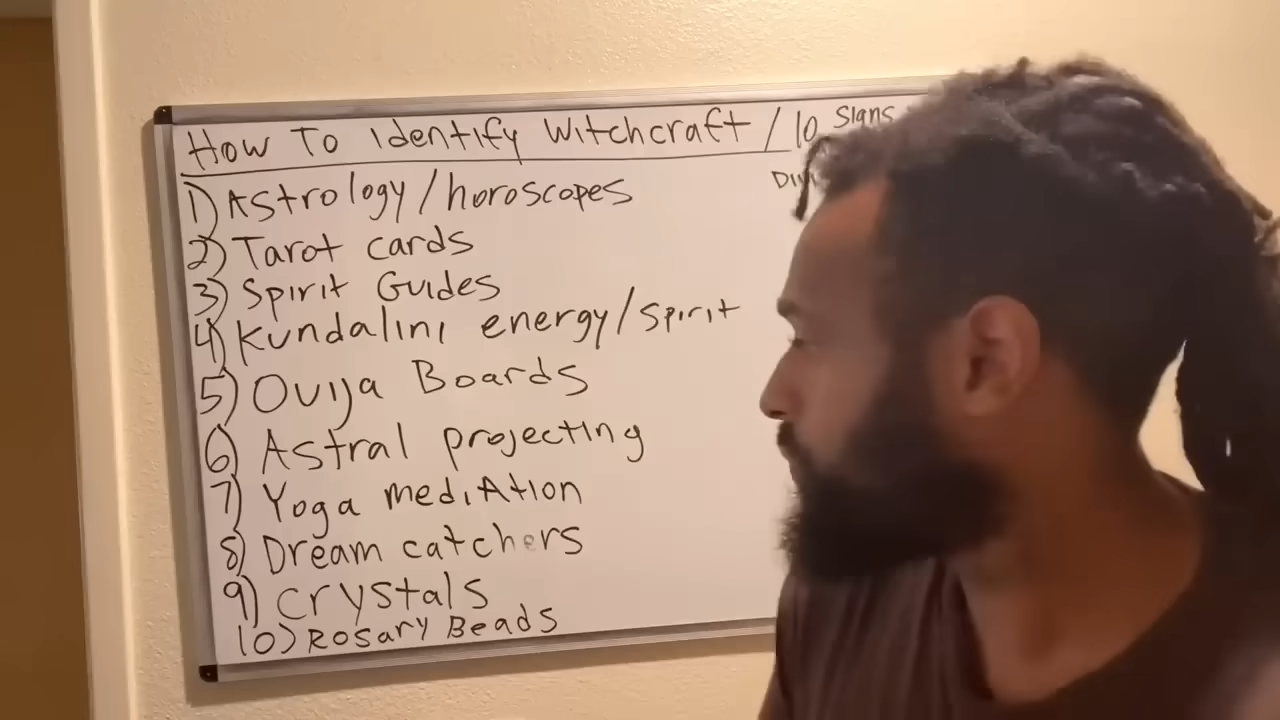 How To Identify Witchcraft / 10 Signs
1) Astrology/horoscopes
2) Tarot cards
3) Spirit Guides
4) Kundalini energy/spirit
5) Ouija Boards
6) Astral projecting
7) Yoga mediAtion
8) Dream catchers
9) crystals
10) Rosary Beads